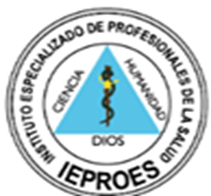 INSTITUTO ESPECIALIZADO DE PROFESIONALES DE LA SALUD
CIENCIA
HUMANIDAD
DIOS
IEPROES